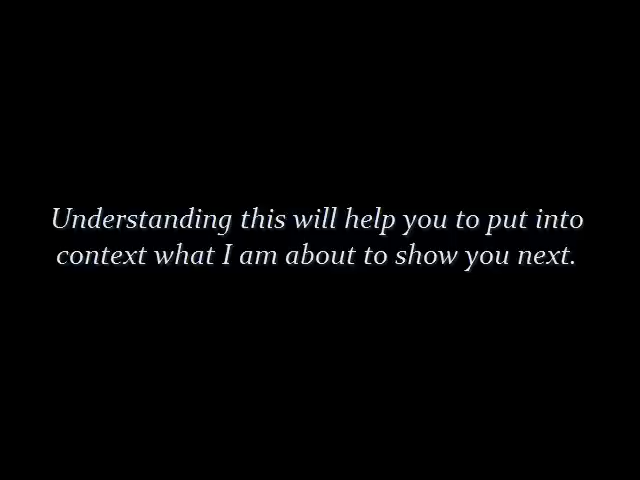 Understanding this will help you to put into
context what I am about to show you next.